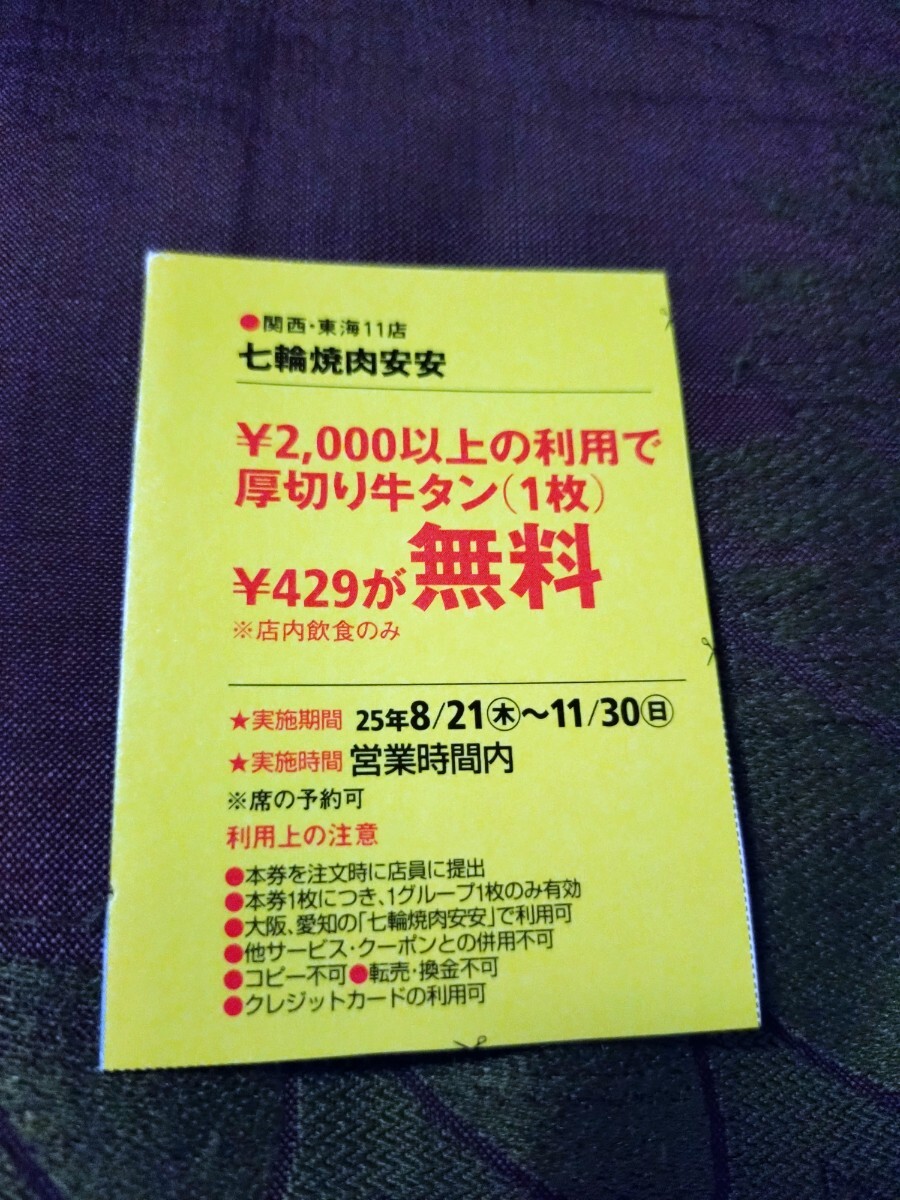 ●関西・東海11店
七輪焼肉安安
¥2,000以上の利用で
厚切り牛タン(1枚)
¥429が無料
※店内飲食のみ
★実施期間 25年8/21㊍〜11/30㊐
★実施時間 営業時間内
※席の予約可
利用上の注意
●本券を注文時に店員に提出
●本券1枚につき、1グループ1枚のみ有効
●大阪、愛知の「七輪焼肉安安」で利用可
●他サービス・クーポンとの併用不可
●コピー不可●転売・換金不可
●クレジットカードの利用可